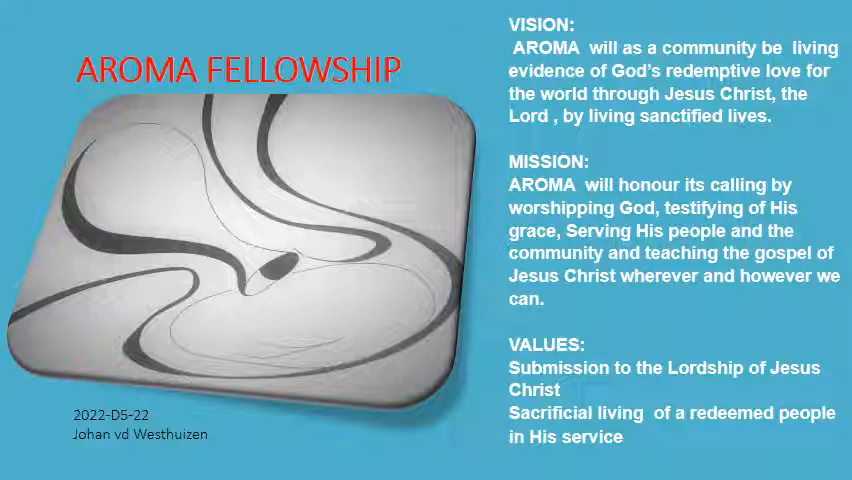 AROMA FELLOWSHIP
2022-D5-22
Johan vd Westhuizen
VISION:
AROMA will as a community be living
evidence of God's redemptive love for
the world through Jesus Christ, the
Lord , by living sanctified lives.
MISSION:
AROMA will honour its calling by
worshipping God, testifying of His
grace, Serving His people and the
community and teaching the gospel of
Jesus Christ wherever and however we
can.
VALUES:
Submission to the Lordship of Jesus
Christ
Sacrificial living of a redeemed people
in His service